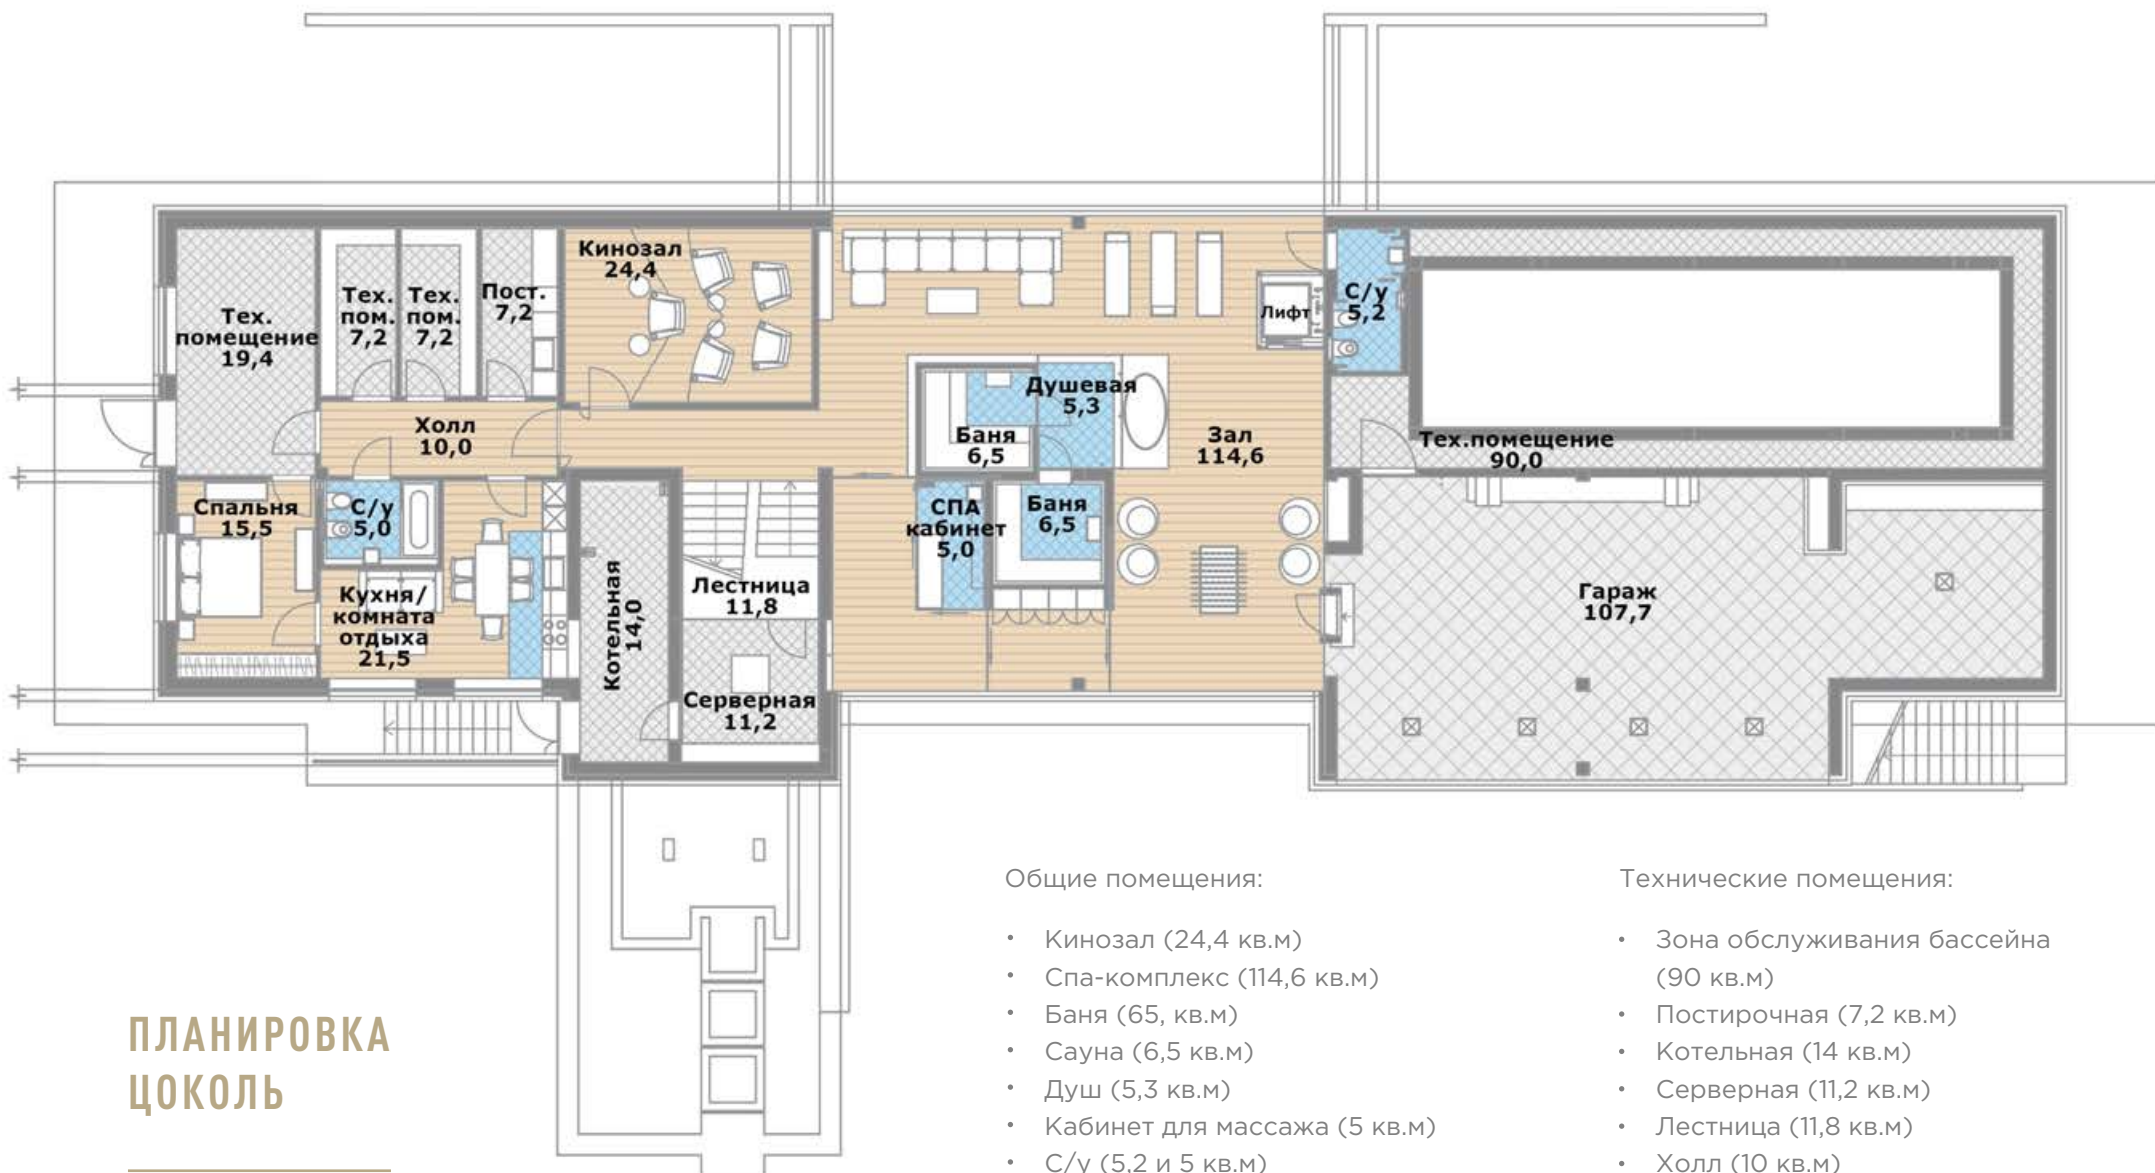 Кинозал
24,4
Тех.
помещение
19,4
Тех.
пом.
7,2
Тех.
пом.
7,2
Пост.
7,2
Лифт
С/у
5,2
Холл
10,0
Душевая
5,3
Баня
6,5
Зал
114,6
Тех.помещение
90,0
Спальня
15,5
С/у
5,0
Кухня/
комната
отдыха
21,5
Котельная
14,0
Лестница
11,8
Серверная
11,2
СПА
кабинет
5,0
Баня
6,5
Гараж
107,7
ПЛАНИРОВКА
ЦОКОЛЬ
Общие помещения:
• Кинозал (24,4 кв.м)
• Спа-комплекс (114,6 кв.м)
• Баня (65, кв.м)
• Сауна (6,5 кв.м)
• Душ (5,3 кв.м)
• Кабинет для массажа (5 кв.м)
• С/у (5,2 и 5 кв.м)
Технические помещения:
• Зона обслуживания бассейна
(90 кв.м)
• Постирочная (7,2 кв.м)
• Котельная (14 кв.м)
• Серверная (11,2 кв.м)
• Лестница (11,8 кв.м)
• Холл (10 кв.м)